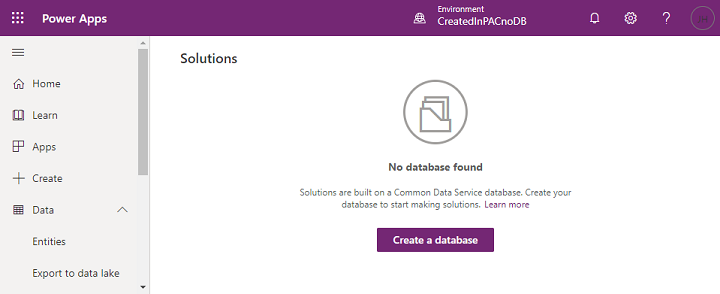 Power Apps
Environment
CreatedInPACnoDB
?
Home
Learn
Apps
Create
Data
Entities
Export to data lake
Solutions
No database found
Solutions are built on a Common Data Service database. Create your
database to start making solutions. Learn more
Create a database